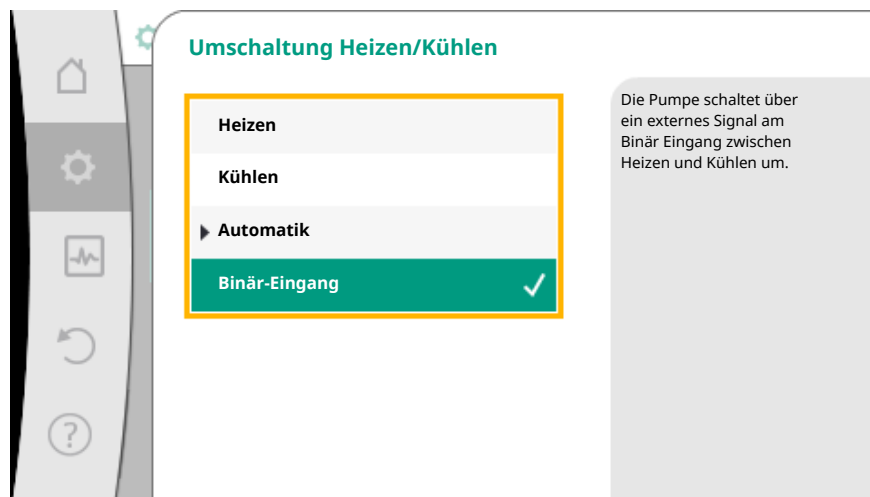 Umschaltung Heizen/Kühlen
Heizen
Kühlen
Automatik
Binär-Eingang
Die Pumpe schaltet über
ein externes Signal am
Binär Eingang zwischen
Heizen und Kühlen um.
?